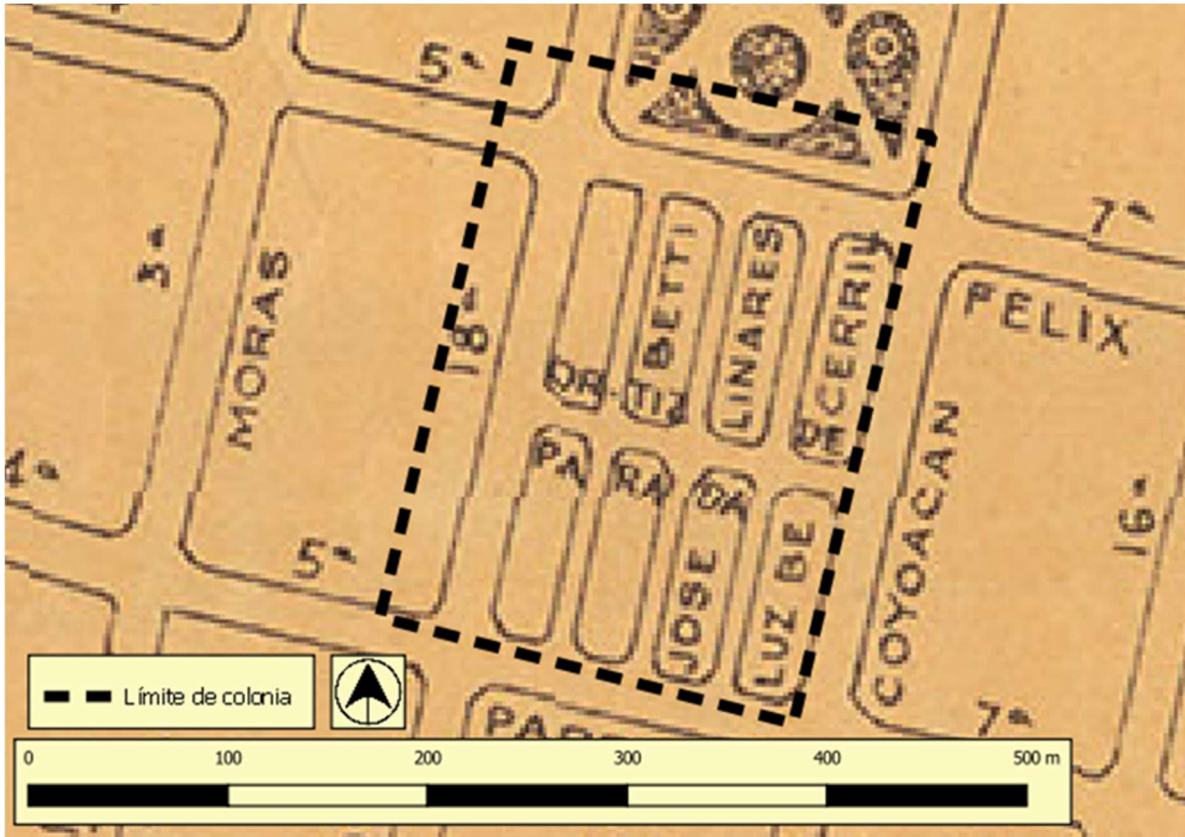 5ª
7ª
3ª
MORAS
18ª
BETTI
LINARES
CERRIL
FELIX
OR-TIZ
DE
4ª
PA RA DA
COYOACAN
16ª
5ª
JOSE
LUZ BE
7ª
Límite de colonia
0 100 200 300 400 500 m